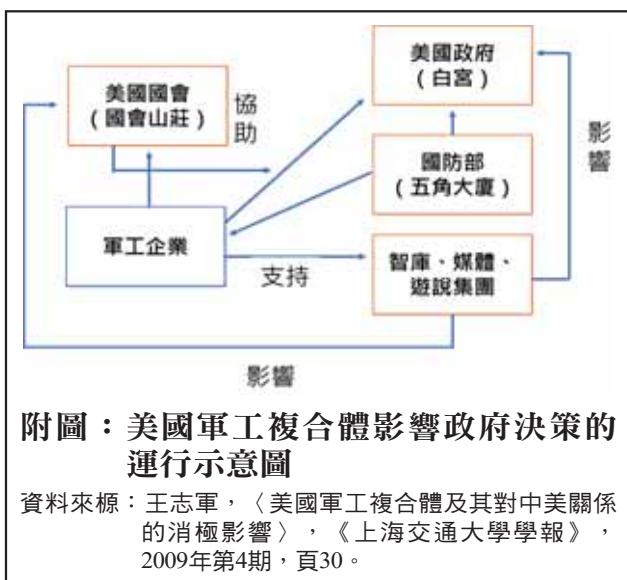 美國政府
（白宮）
美國國會
（國會山莊）
協
助
影
響
國防部
（五角大廈）
軍工企業
支持
智庫、媒體、
遊說集團
影響
附圖：美國軍工複合體影響政府決策的
運行示意圖
資料來源：王志軍，〈美國軍工複合體及其對中美關係
的消極影響〉，《上海交通大學學報》，
2009年第4期，頁30。